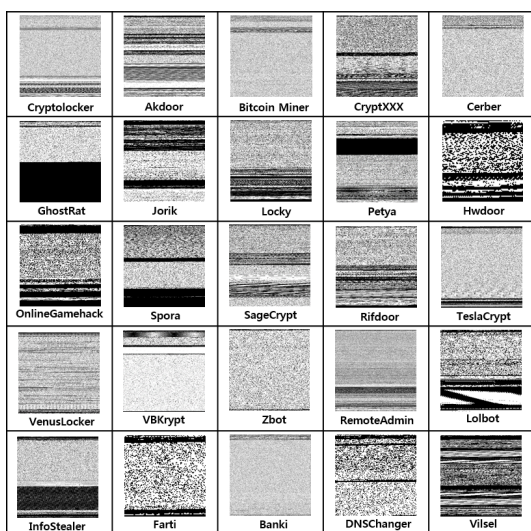 Cryptolocker Akdoor Bitcoin Miner CryptXXX Cerber
GhostRat Jorik Locky Petya Hwdoor
OnlineGamehack Spora SageCrypt Rifdoor TeslaCrypt
VenusLocker VBKrypt Zbot RemoteAdmin Lolbot
InfoStealer Farti Banki DNSChanger Vilsel